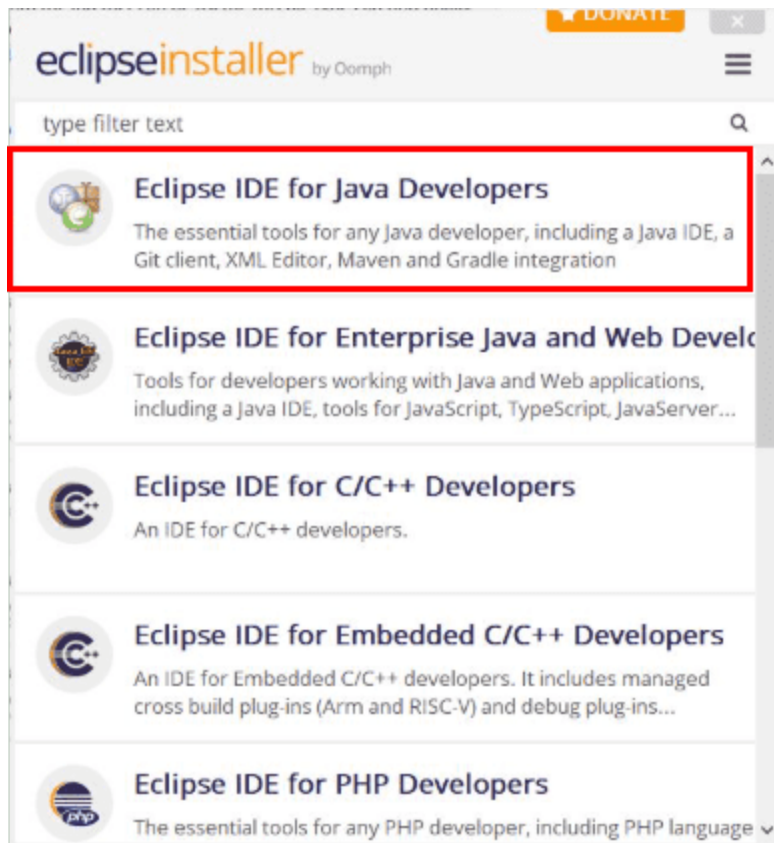 DONATE
eclipseinstaller by Oomph
type filter text
Eclipse IDE for Java Developers
The essential tools for any Java developer, including a Java IDE, a
Git client, XML Editor, Maven and Gradle integration
Eclipse IDE for Enterprise Java and Web Develo
Tools for developers working with Java and Web applications,
including a Java IDE, tools for JavaScript, TypeScript, JavaServer...
Eclipse IDE for C/C++ Developers
An IDE for C/C++ developers.
Eclipse IDE for Embedded C/C++ Developers
An IDE for Embedded C/C++ developers. It includes managed
cross build plug-ins (Arm and RISC-V) and debug plug-ins...
Eclipse IDE for PHP Developers
php
The essential tools for any PHP developer, including PHP language